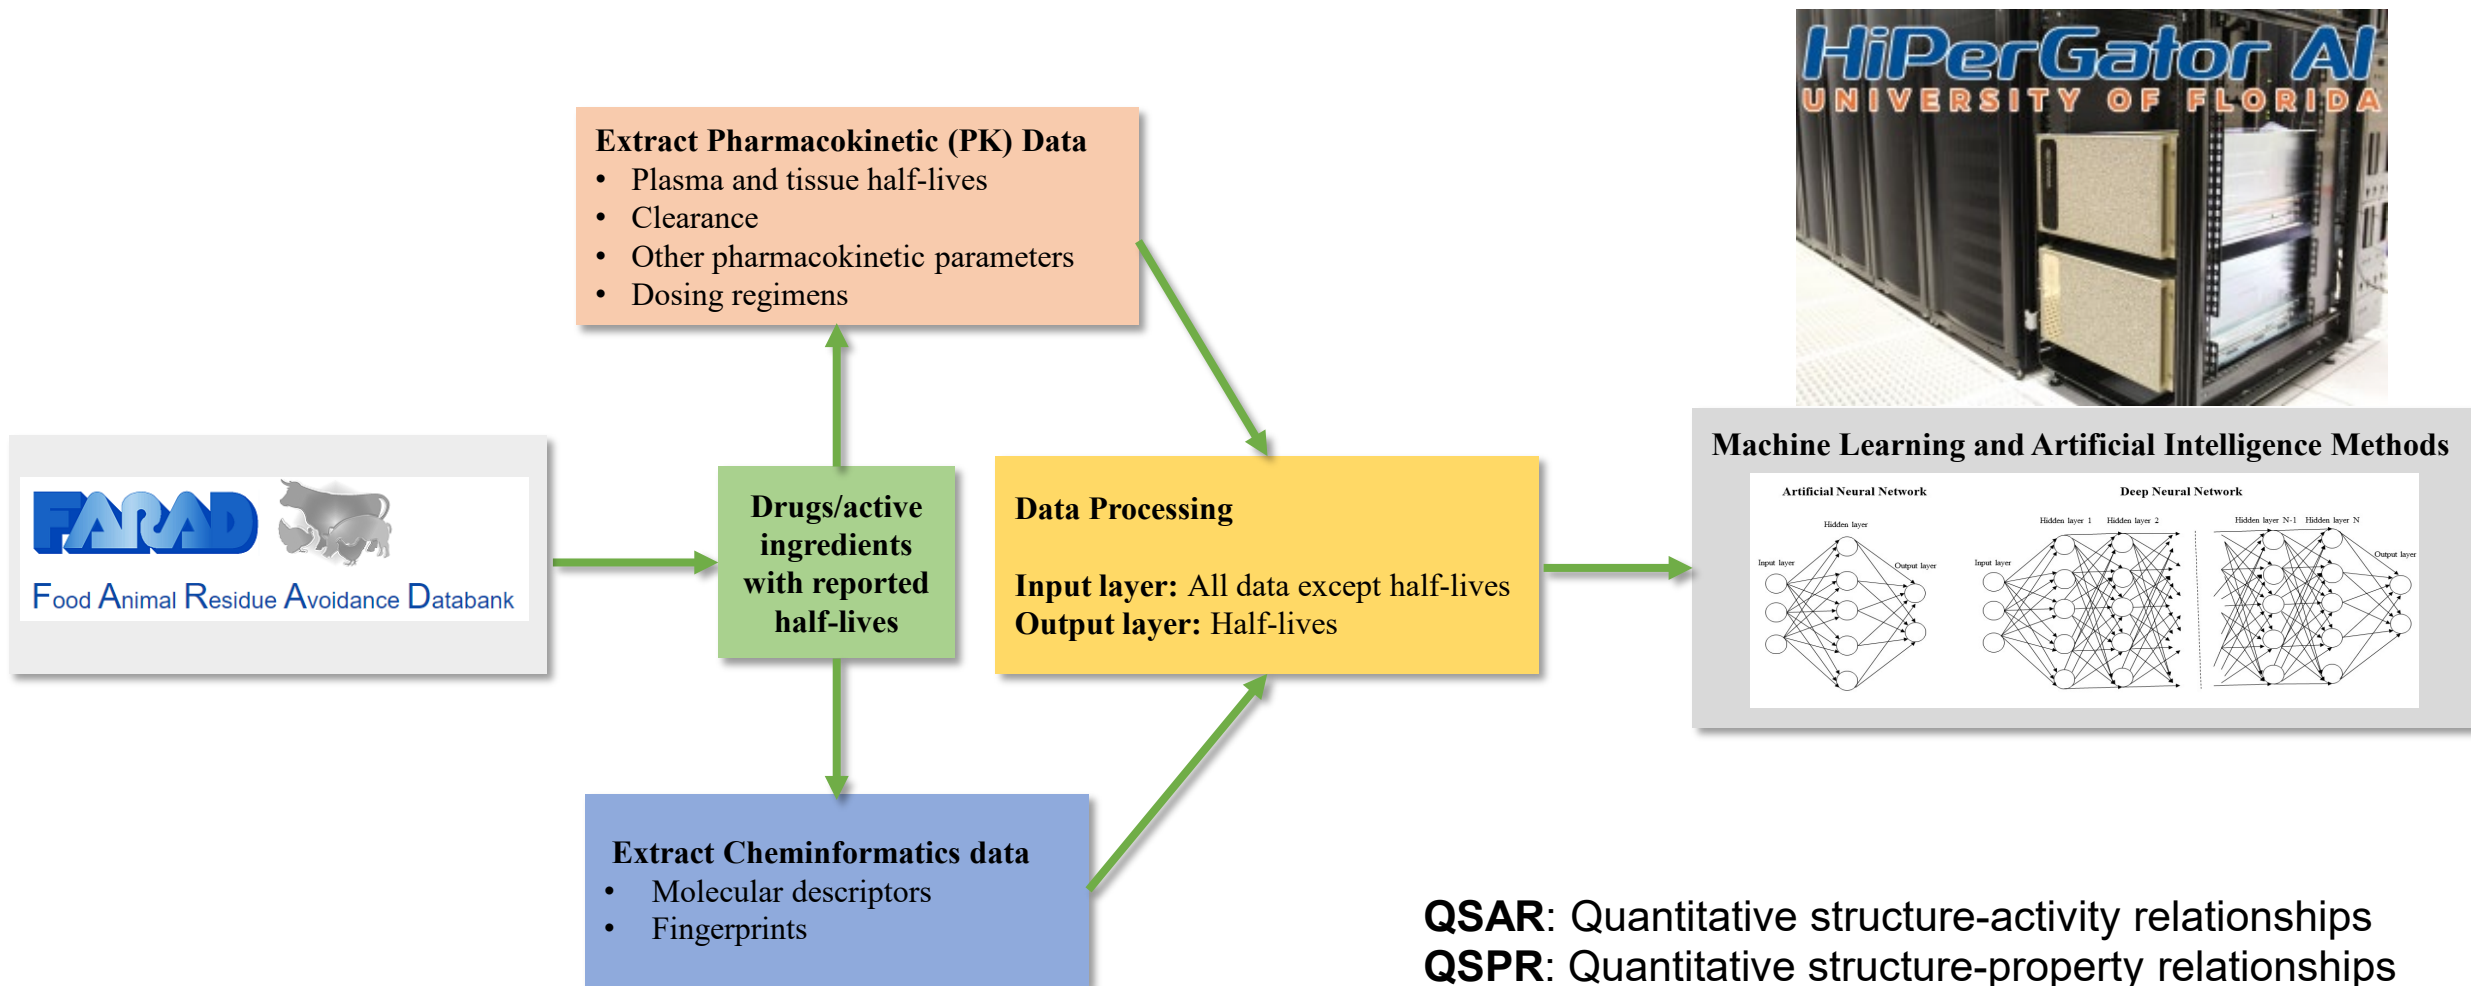 HiPerGator AI
UNIVERSITY OF FLORIDA
Extract Pharmacokinetic (PK) Data
• Plasma and tissue half-lives
• Clearance
• Other pharmacokinetic parameters
• Dosing regimens
FARAD
Food Animal Residue Avoidance Databank
Drugs/active
ingredients
with reported
half-lives
Data Processing
Input layer: All data except half-lives
Output layer: Half-lives
Machine Learning and Artificial Intelligence Methods
Artificial Neural Network
Hidden layer
Input layer
Output layer
Deep Neural Network
Hidden layer 1 Hidden layer 2
Hidden layer N-1 Hidden layer N
Input layer
Output layer
Extract Cheminformatics data
• Molecular descriptors
• Fingerprints
QSAR: Quantitative structure-activity relationships
QSPR: Quantitative structure-property relationships